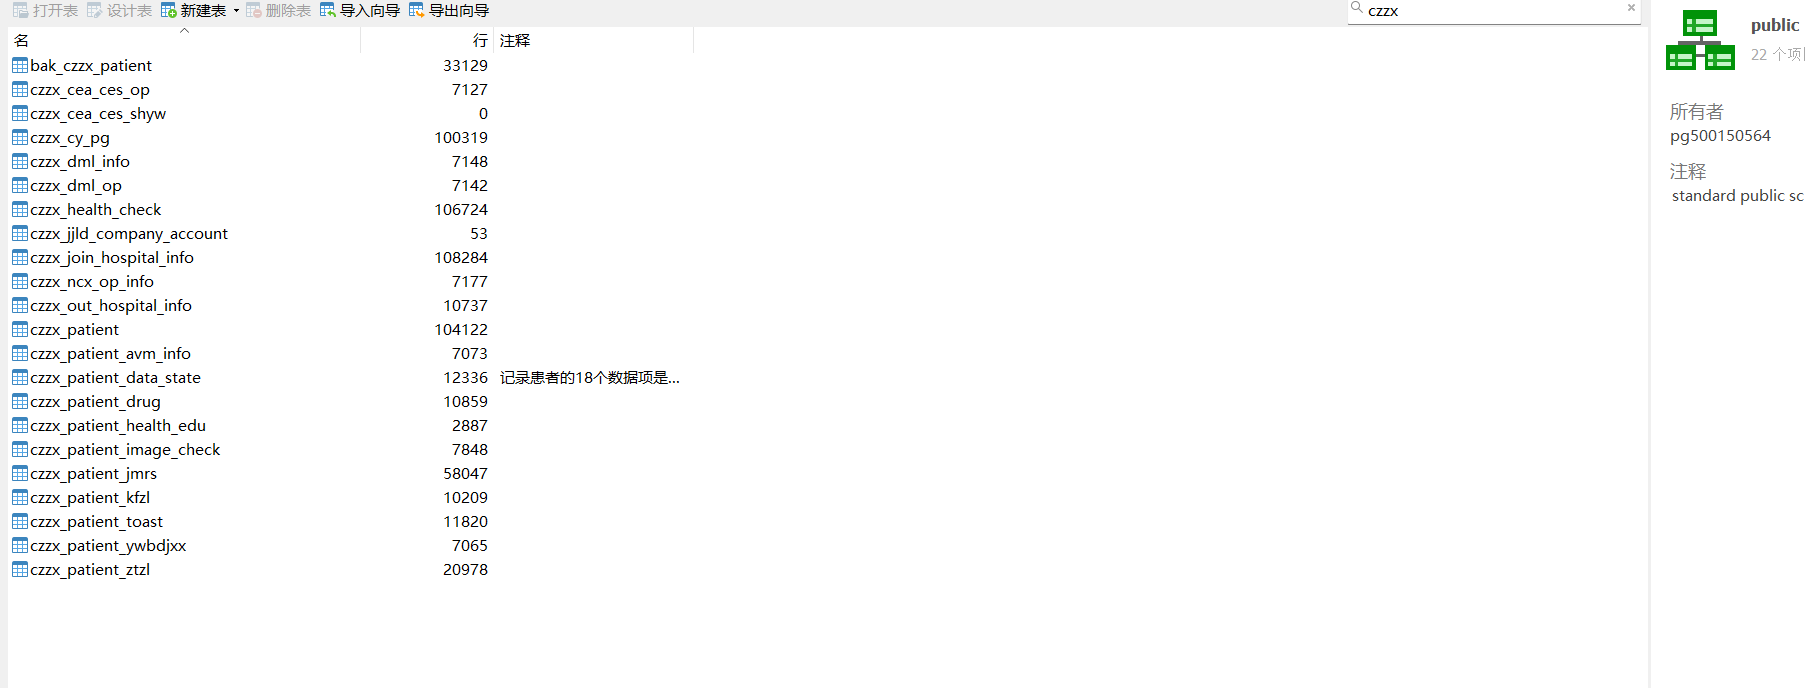 打开表 设计表 新建表 删除表 导入向导 导出向导 czzx ×
名 行 注释
bak_czzx_patient 33129
czzx_cea_ces_op 7127
czzx_cea_ces_shyw 0
czzx_cy_pg 100319
czzx_dml_info 7148
czzx_dml_op 7142
czzx_health_check 106724
czzx_jjld_company_account 53
czzx_join_hospital_info 108284
czzx_ncx_op_info 7177
czzx_out_hospital_info 10737
czzx_patient 104122
czzx_patient_avm_info 7073
czzx_patient_data_state 12336 记录患者的18个数据项是...
czzx_patient_drug 10859
czzx_patient_health_edu 2887
czzx_patient_image_check 7848
czzx_patient_jmrs 58047
czzx_patient_kfzl 10209
czzx_patient_toast 11820
czzx_patient_ywbdjxx 7065
czzx_patient_ztzl 20978
public
22 个项
所有者
pg500150564
注释
standard public sc